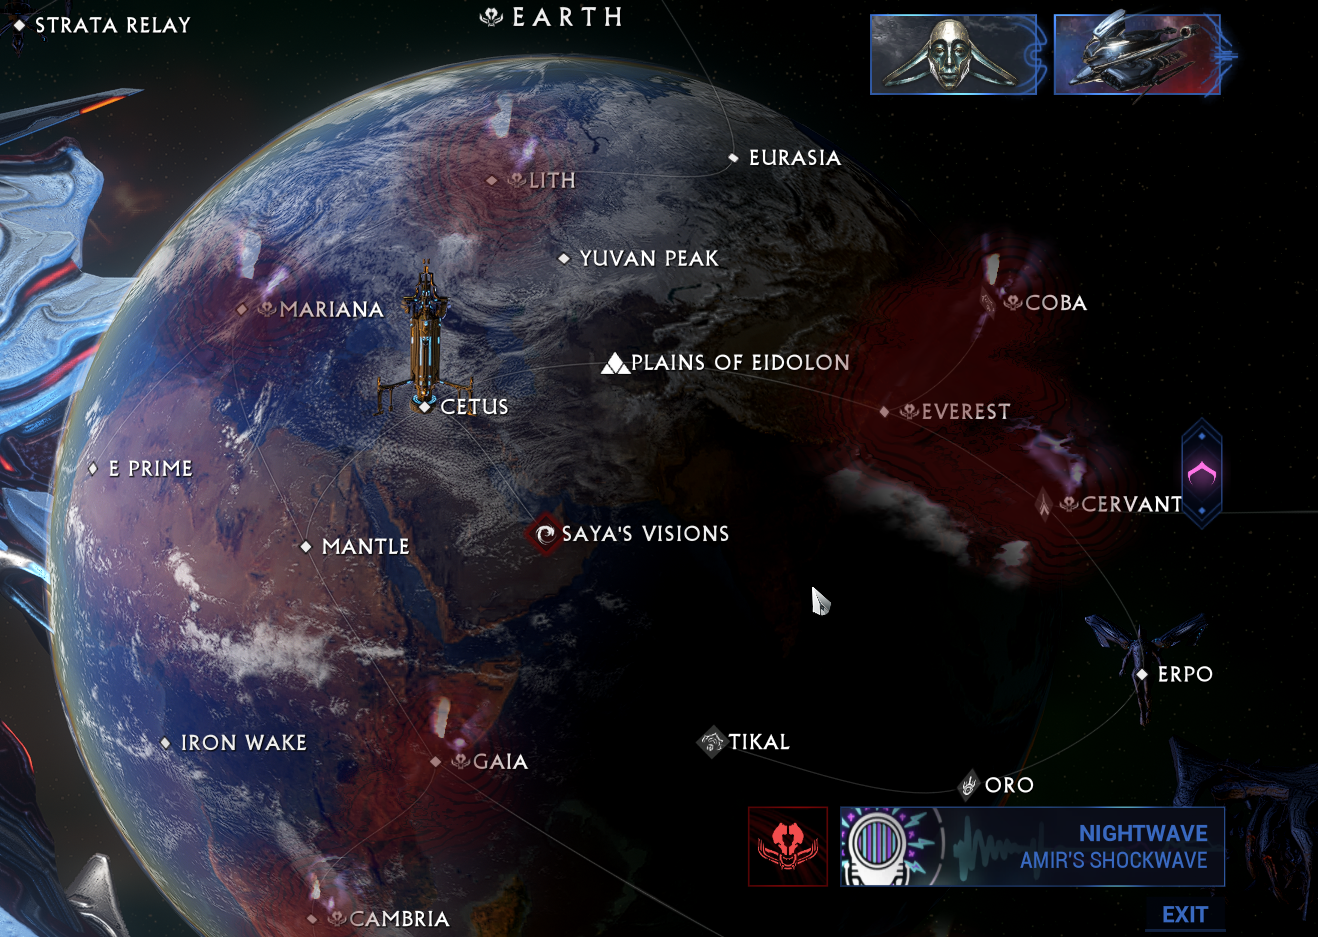 STRATA RELAY
EARTH
EURASIA
LITH
YUVAN PEAK
MARIANA
COBA
PLAINS OF EIDOLON
CETUS
EVEREST
E PRIME
CERVANT
SAYA'S VISIONS
MANTLE
ERPO
IRON WAKE
TIKAL
GAIA
ORO
NIGHTWAVE
AMIR'S SHOCKWAVE
CAMBRIA
EXIT